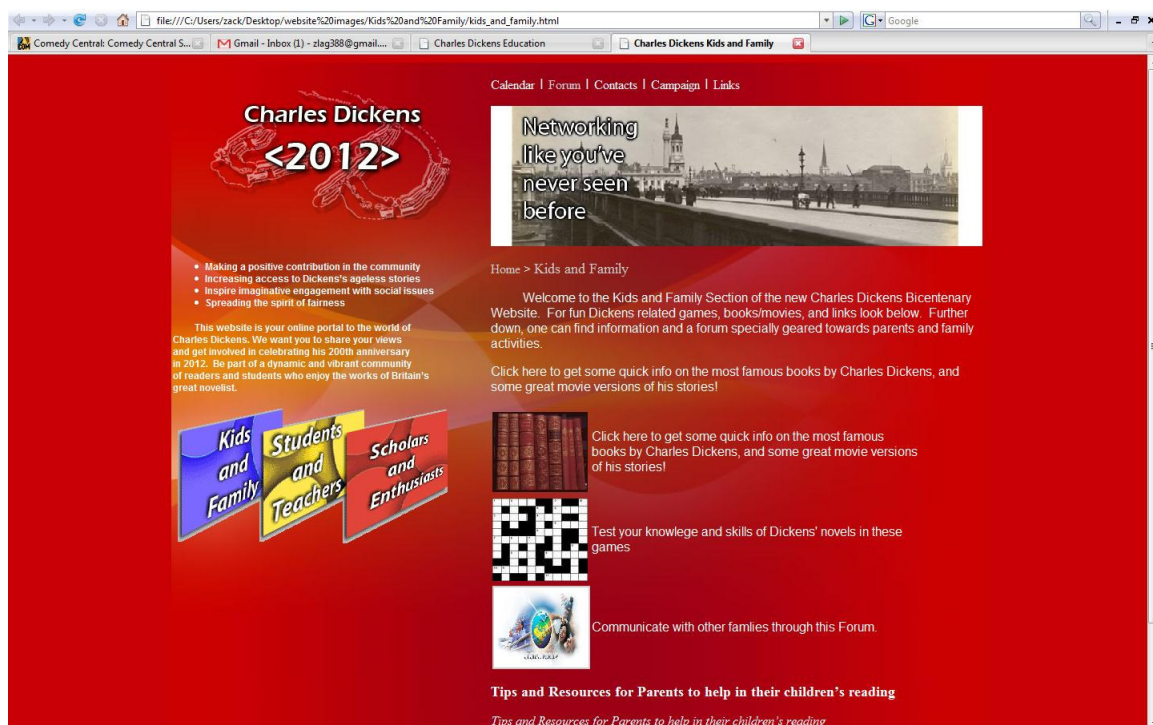 file:///C:/Users/zack/Desktop/website%20images/Kids%20and%20Family/kids_and_family.html
Google
Comedy Central: Comedy Central S...
Gmail - Inbox (1) - zlag388@gmail....
Charles Dickens Education
Charles Dickens Kids and Family
Calendar | Forum | Contacts | Campaign | Links
Charles Dickens
<2012>
Networking
like you've
never seen
before
Making a positive contribution in the community
Increasing access to Dickens's ageless stories
Inspire imaginative engagement with social issues
Spreading the spirit of fairness
This website is your online portal to the world of
Charles Dickens. We want you to share your views
and get involved in celebrating his 200th anniversary
in 2012. Be part of a dynamic and vibrant community
of readers and students who enjoy the works of Britain's
great novelist.
Kids
and
Family
Students
and
Teachers
Scholars
and
Enthusiasts
Home > Kids and Family
Welcome to the Kids and Family Section of the new Charles Dickens Bicentenary
Website. For fun Dickens related games, books/movies, and links look below. Further
down, one can find information and a forum specially geared towards parents and family
activities.
Click here to get some quick info on the most famous books by Charles Dickens, and
some great movie versions of his stories!
Click here to get some quick info on the most famous
books by Charles Dickens, and some great movie versions
of his stories!
Test your knowlege and skills of Dickens' novels in these
games
Communicate with other famlies through this Forum.
Tips and Resources for Parents to help in their children's reading
Tips and Resources for Parents to help in their children's reading